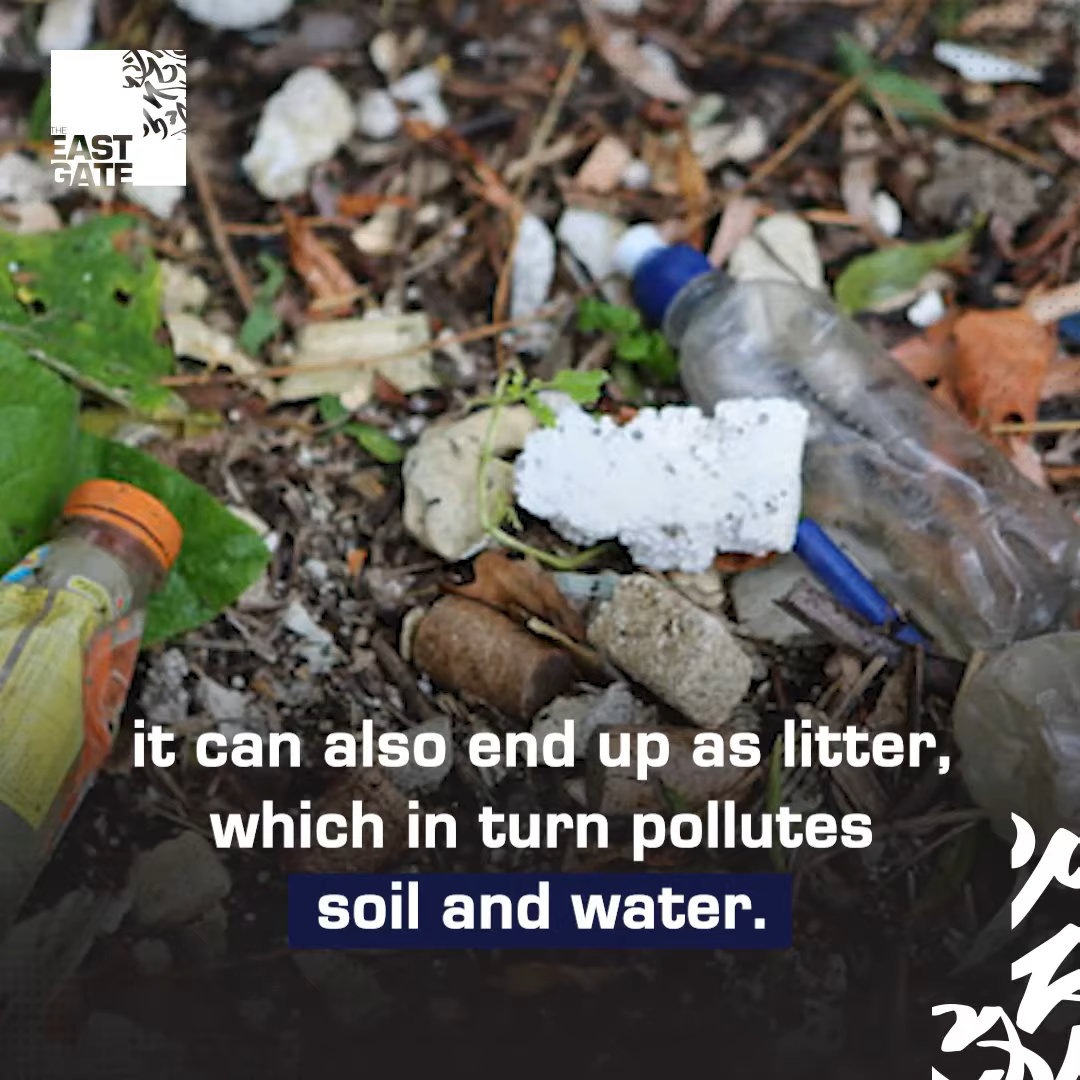 THE
EAST
GATE
it can also end up as litter,
which in turn pollutes
soil and water.